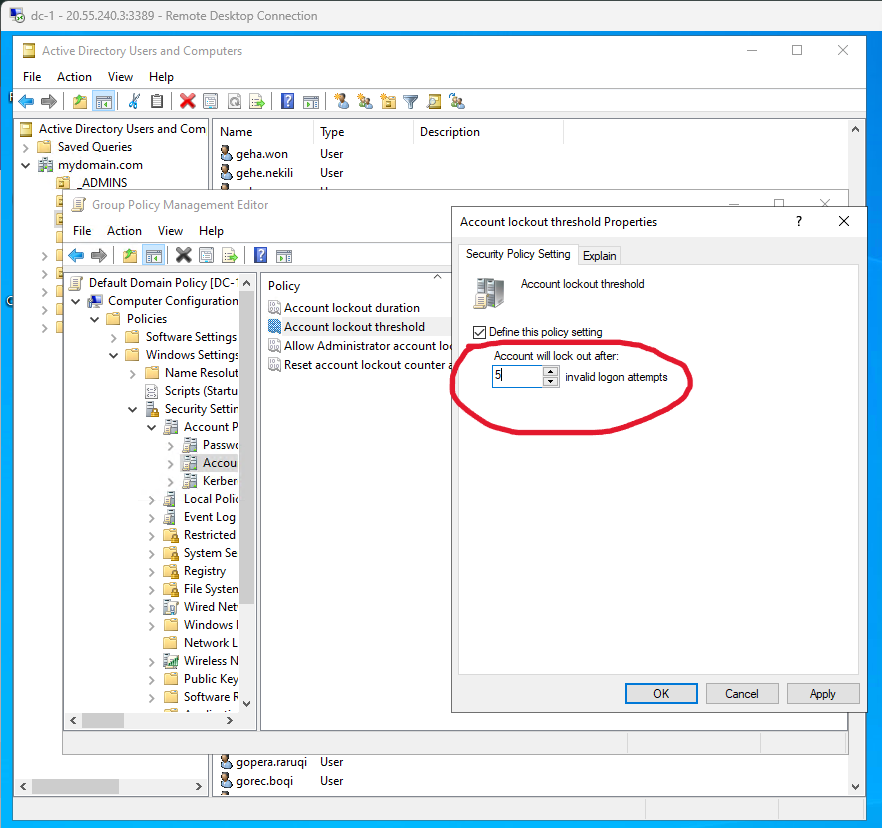 dc-1 - 20.55.240.3:3389 - Remote Desktop Connection
Active Directory Users and Computers
File Action View Help
Active Directory Users and Com
Saved Queries
mydomain.com
_ADMINS
Name Type Description
geha.won User
gehe.nekili User
Group Policy Management Editor
File Action View Help
Default Domain Policy [DC-1
Computer Configuration
Policies
Software Settings
Windows Settings
Name Resolut
Scripts (Startu
Security Settin
Account P
Passwo
Accou
Kerber
Local Polic
Event Log
Restricted
System Se
Registry
File System
Wired Net
Windows
Network L
Wireless N
Public Key
Software R
Policy
Account lockout duration
Account lockout threshold
Allow Administrator account lo
Reset account lockout counter a
Account lockout threshold Properties
Security Policy Setting Explain
Account lockout threshold
Define this policy setting
Account will lock out after:
5 invalid logon attempts
OK Cancel Apply
gopera.raruqi User
gorec.boqi User